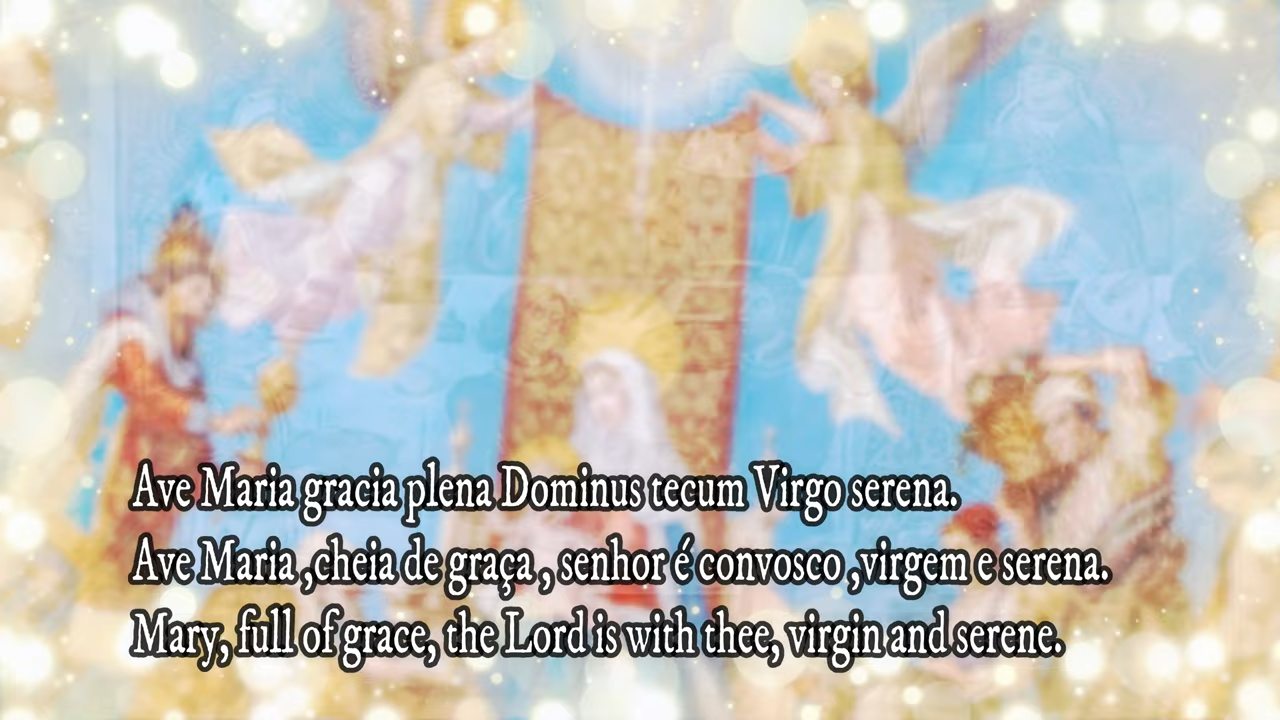 Ave Maria gracia plena Dominus tecum Virgo serena.
Ave Maria ,cheia de graça , senhor é convosco ,virgem e serena.
Mary, full of grace, the Lord is with thee, virgin and serene.